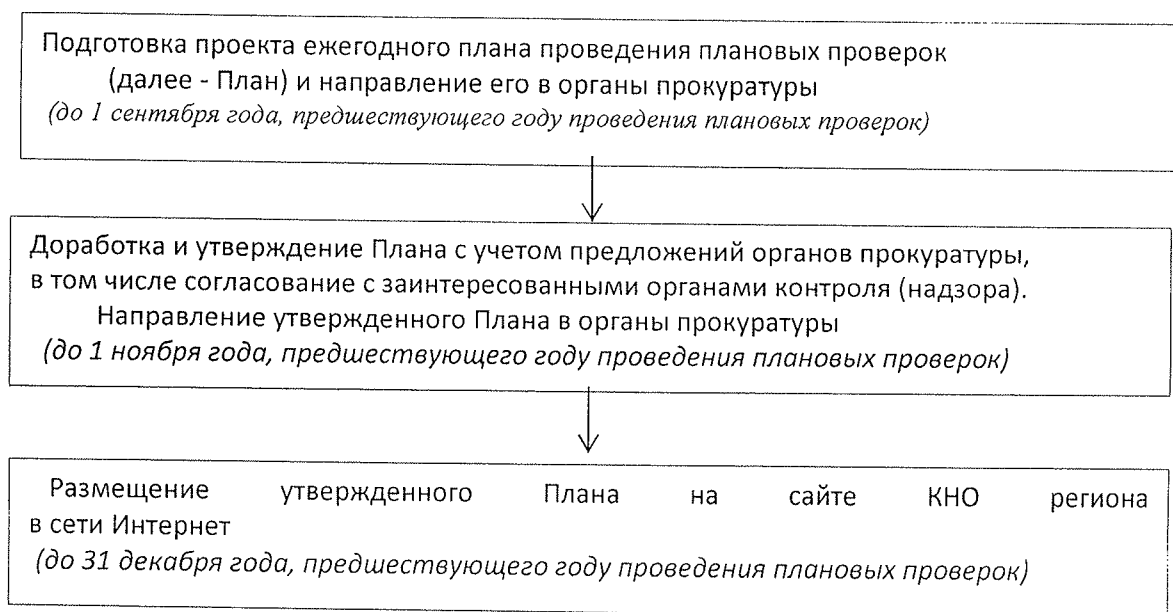 Подготовка проекта ежегодного плана проведения плановых проверок
(далее - План) и направление его в органы прокуратуры
(до 1 сентября года, предшествующего году проведения плановых проверок)
Доработка и утверждение Плана с учетом предложений органов прокуратуры,
в том числе согласование с заинтересованными органами контроля (надзора).
Направление утвержденного Плана в органы прокуратуры
(до 1 ноября года, предшествующего году проведения плановых проверок)
Размещение утвержденного Плана на сайте КНО региона
в сети Интернет
(до 31 декабря года, предшествующего году проведения плановых проверок)